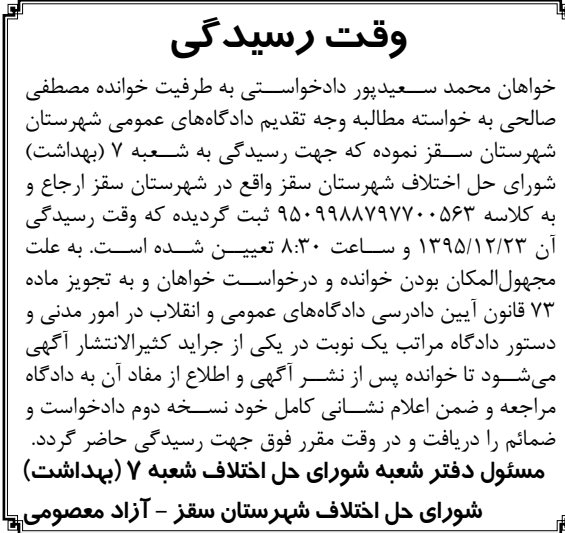 وقت رسیدگی
خواهان محمد سعیدپور دادخواستی به طرفیت خوانده مصطفی
صالحی به خواسته مطالبه وجه تقدیم دادگاه‌های عمومی شهرستان
شهرستان سقز نموده که جهت رسیدگی به شعبه ۷ (بهداشت)
شورای حل اختلاف شهرستان سقز واقع در شهرستان سقز ارجاع و
به کلاسه ۹۵۰۹۹۸۸۷۹۷۷۰۰۵۶۳ ثبت گردیده که وقت رسیدگی
آن ۱۳۹۵/۱۲/۲۳ و ساعت ۸:۳۰ تعیین شده است. به علت
مجهول‌المکان بودن خوانده و درخواست خواهان و به تجویز ماده
۷۳ قانون آیین دادرسی دادگاه‌های عمومی و انقلاب در امور مدنی و
دستور دادگاه مراتب یک نوبت در یکی از جراید کثیرالانتشار آگهی
می‌شود تا خوانده پس از نشر آگهی و اطلاع از مفاد آن به دادگاه
مراجعه و ضمن اعلام نشانی کامل خود نسخه دوم دادخواست و
ضمائم را دریافت و در وقت مقرر فوق جهت رسیدگی حاضر گردد.
مسئول دفتر شعبه شورای حل اختلاف شعبه ۷ (بهداشت)
شورای حل اختلاف شهرستان سقز – آزاد معصومی